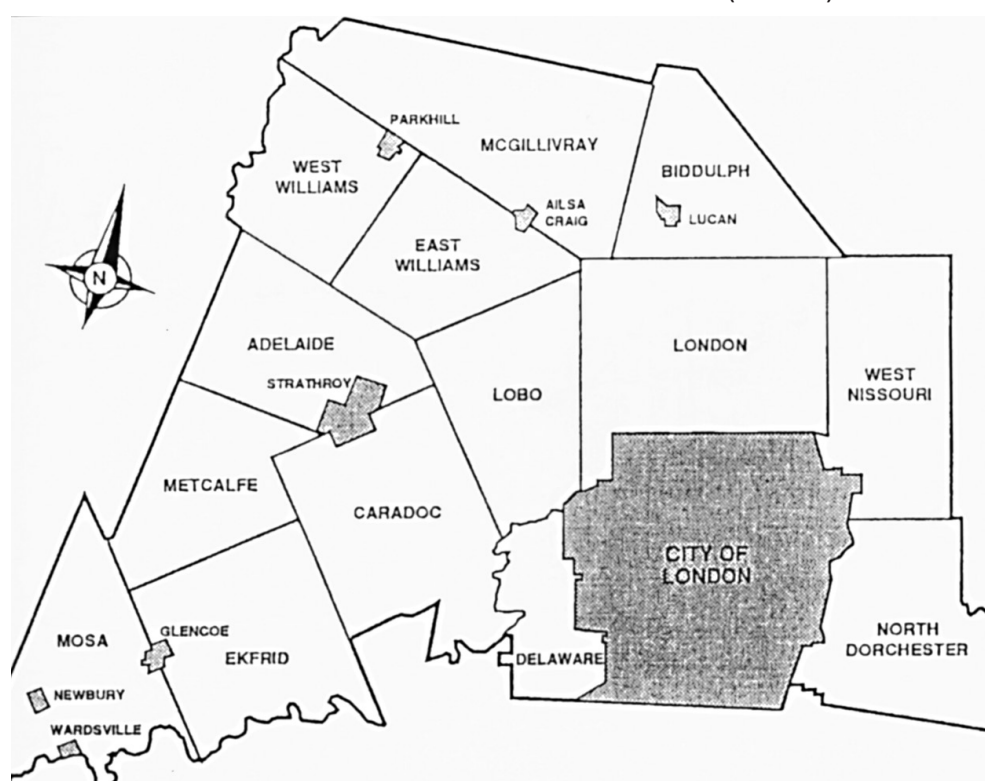 PARKHILL
MCGILLIVRAY
WEST
WILLIAMS
BIDDULPH
AILSA
CRAIG
LUCAN
EAST
WILLIAMS
N
ADELAIDE
LONDON
STRATHROY
LOBO
WEST
NISSOURI
METCALFE
CARADOC
CITY OF
LONDON
GLENCOE
MOSA
EKFRID
DELAWARE
NORTH
DORCHESTER
NEWBURY
WARDSVILLE